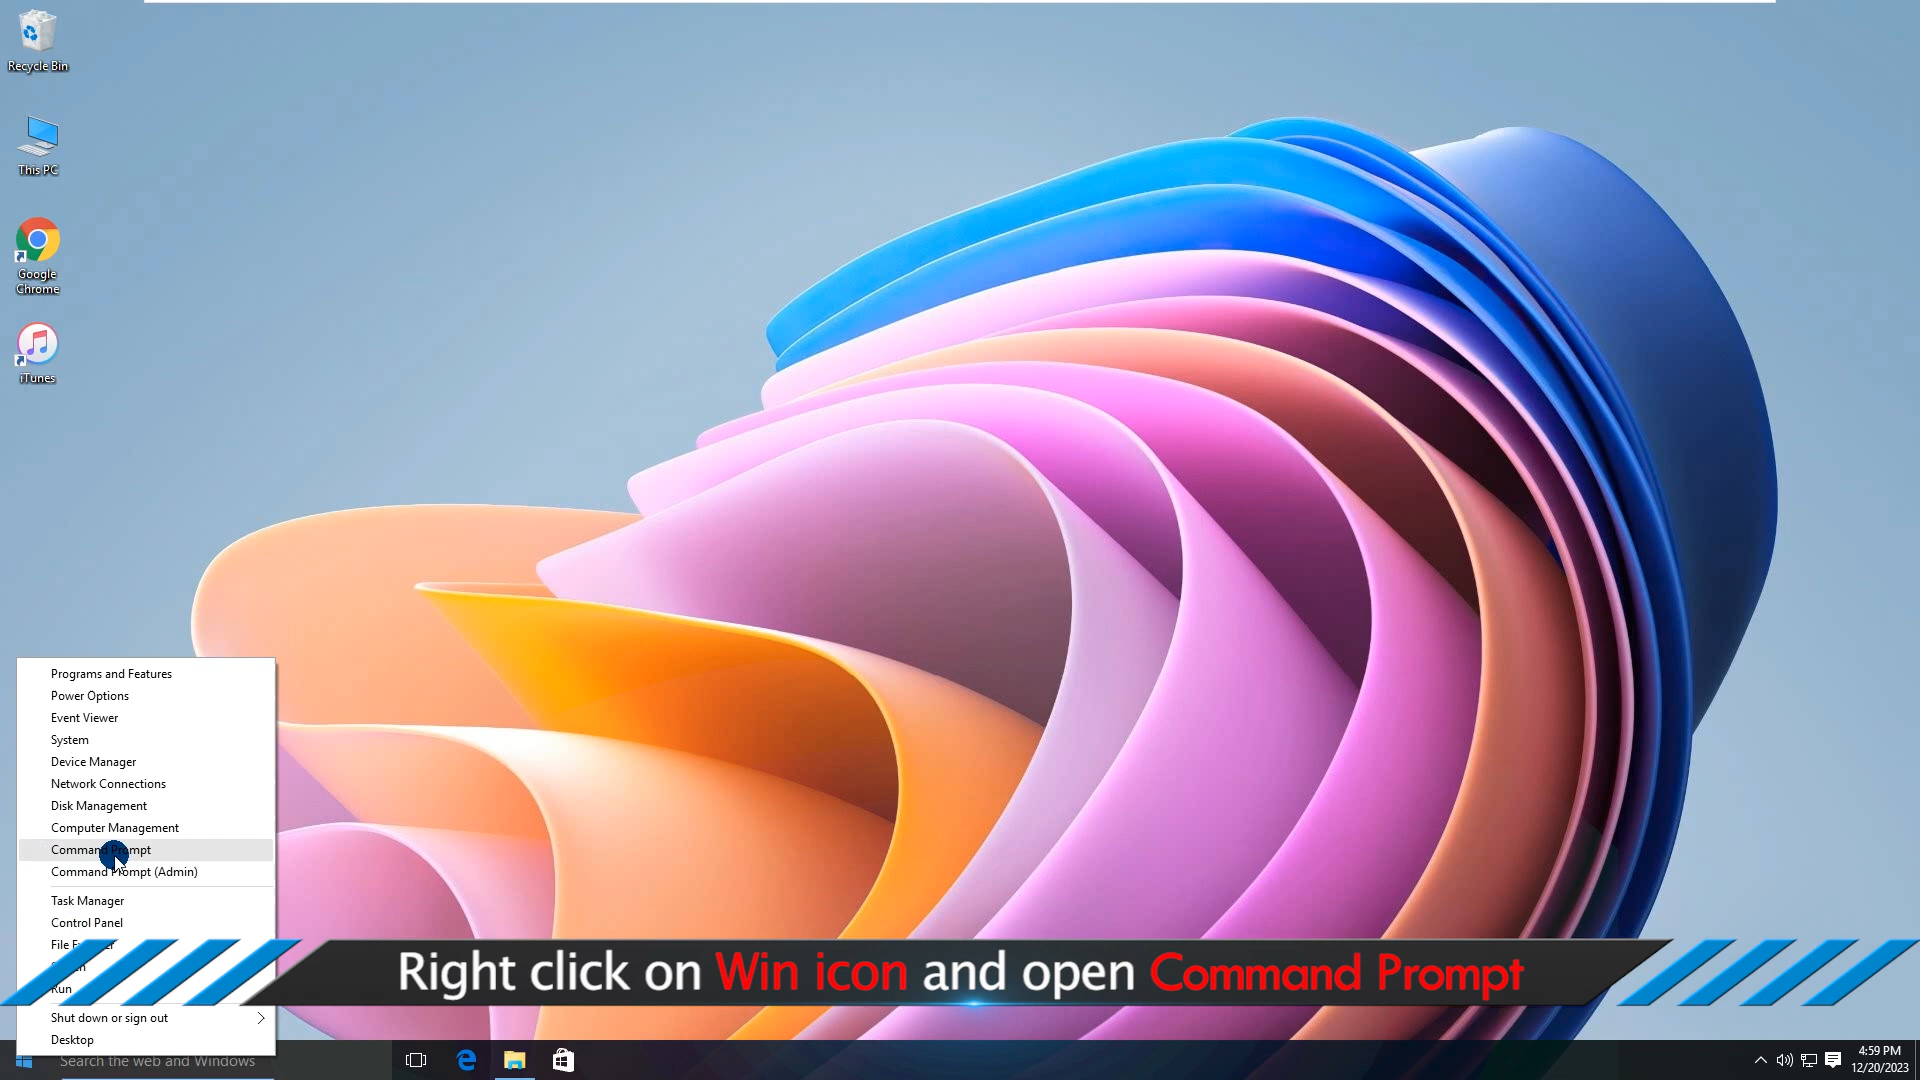 Recycle Bin
This PC
Google
Chrome
iTunes
Programs and Features
Power Options
Event Viewer
System
Device Manager
Network Connections
Disk Management
Computer Management
Command Prompt
Command Prompt (Admin)
Task Manager
Control Panel
File
Run
Right click on Win icon and open Command Prompt
Shut down or sign out
Desktop
Search the web and Windows
4:59 PM
12/20/2023